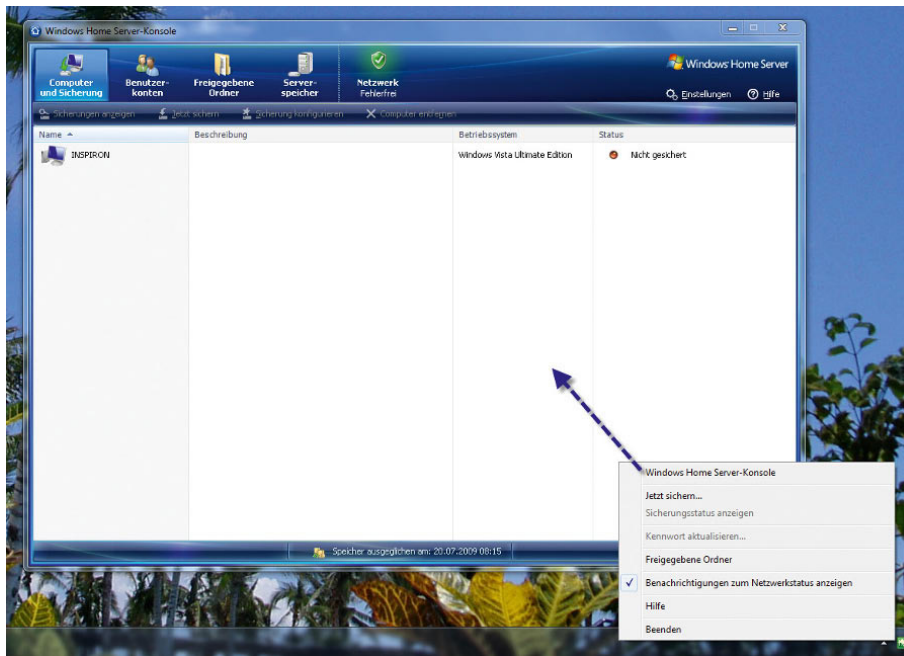 Windows Home Server-Konsole
Computer und Sicherung
Benutzer-konten
Freigegebene Ordner
Server-speicher
Netzwerk
Fehlerfrei
Windows Home Server
Einstellungen
Hilfe
Sicherungen anzeigen
Jetzt sichern
Sicherung konfigurieren
Computer entfernen
Name
Beschreibung
Betriebssystem
Status
INSPIRON
Windows Vista Ultimate Edition
Nicht gesichert
Windows Home Server-Konsole
Jetzt sichern...
Sicherungsstatus anzeigen
Kennwort aktualisieren...
Freigegebene Ordner
Benachrichtigungen zum Netzwerkstatus anzeigen
Hilfe
Beenden
Speicher ausgeglichen am: 20.07.2009 08:15